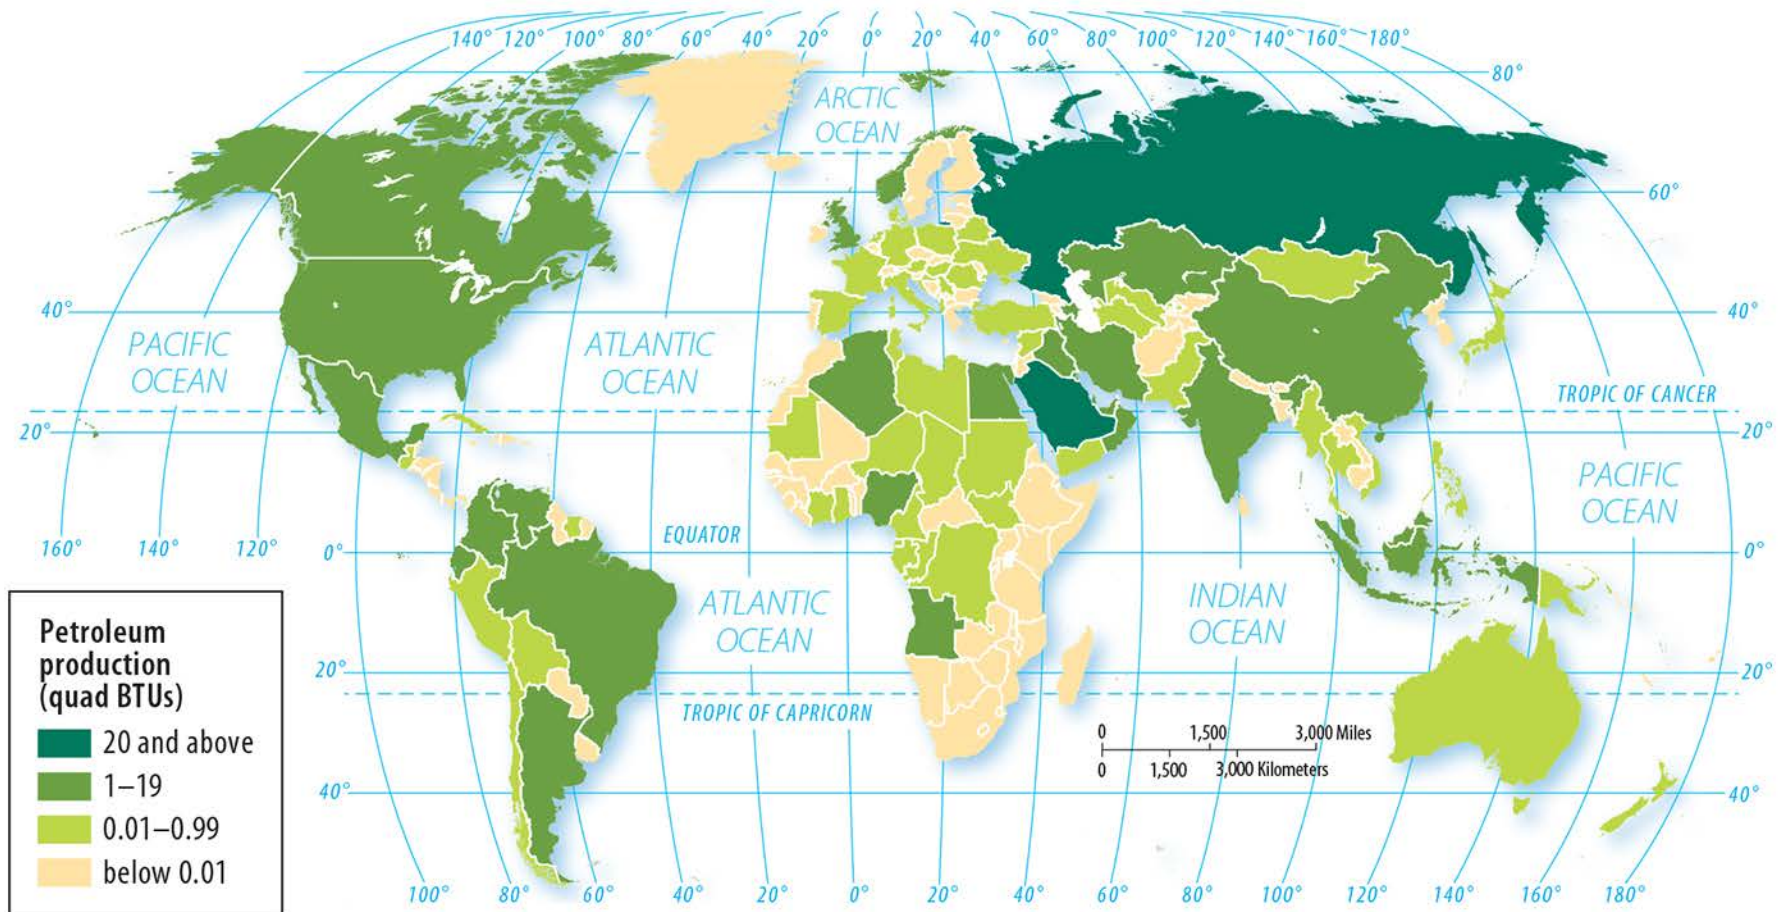 140° 120° 100° 80° 60° 40° 20° 0° 20° 40° 60° 80° 100° 120° 140° 160° 180°
80°
ARCTIC
OCEAN
60°
40°
40°
PACIFIC
OCEAN
ATLANTIC
OCEAN
TROPIC OF CANCER
20°
20°
PACIFIC
OCEAN
EQUATOR
160° 140° 120° 0°
0°
ATLANTIC
OCEAN
INDIAN
OCEAN
20°
20°
TROPIC OF CAPRICORN
0 1,500 3,000 Miles
0 1,500 3,000 Kilometers
40°
40°
Petroleum
production
(quad BTUs)
20 and above
1–19
0.01–0.99
below 0.01
100° 80° 60° 40° 20° 0° 20° 40° 60° 80° 100° 120° 140° 160° 180°